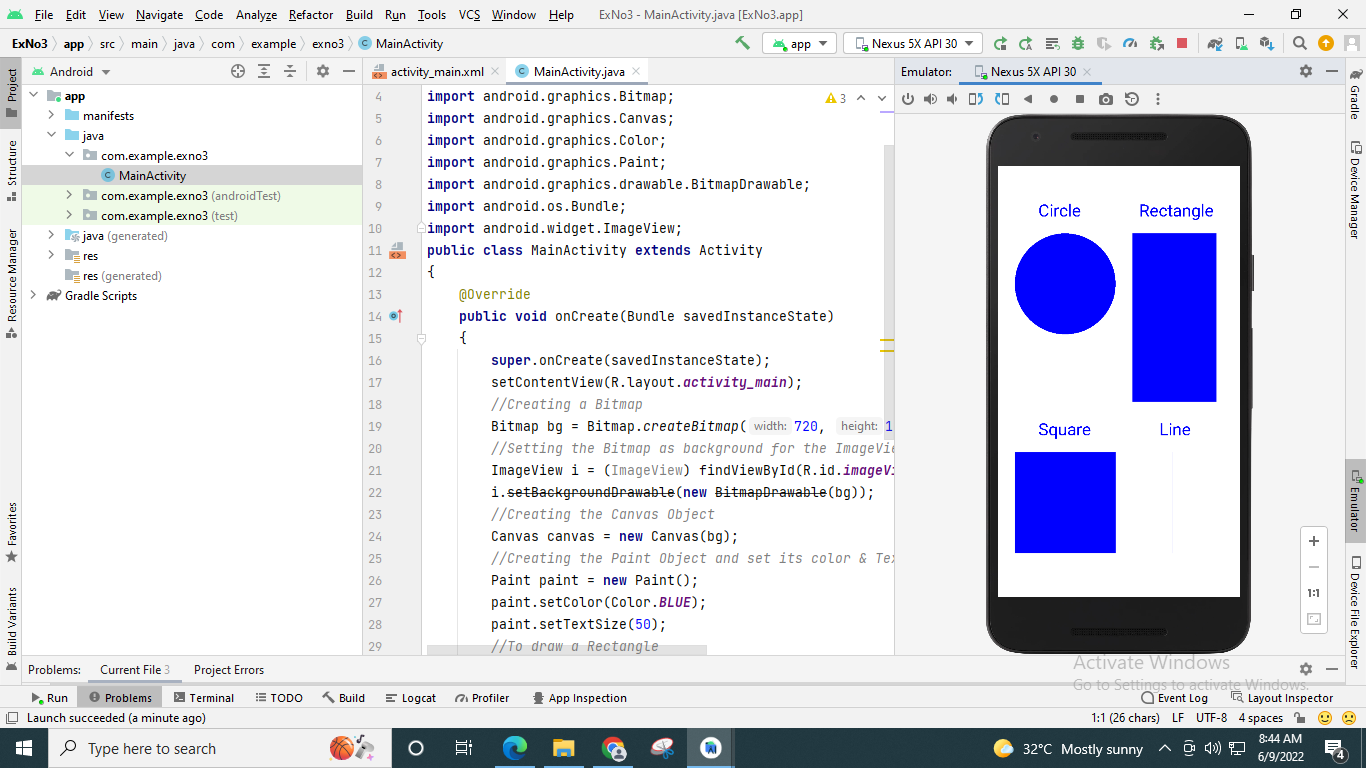 File Edit View Navigate Code Analyze Refactor Build Run Tools VCS Window Help ExNo3 - MainActivity.java [ExNo3.app]
ExNo3 app src main java com example exno3 MainActivity app Nexus 5X API 30
Project
Structure
Resource Manager
Favorites
Build Variants
Android
app
manifests
java
com.example.exno3
MainActivity
com.example.exno3 (androidTest)
com.example.exno3 (test)
java (generated)
res
res (generated)
Gradle Scripts
activity_main.xml MainActivity.java
3
4 import android.graphics.Bitmap;
5 import android.graphics.Canvas;
6 import android.graphics.Color;
7 import android.graphics.Paint;
8 import android.graphics.drawable.BitmapDrawable;
9 import android.os.Bundle;
10 import android.widget.ImageView;
11 public class MainActivity extends Activity
12 {
13 @Override
14 public void onCreate(Bundle savedInstanceState)
15 {
16 super.onCreate(savedInstanceState);
17 setContentView(R.layout.activity_main);
18 //Creating a Bitmap
19 Bitmap bg = Bitmap.createBitmap( width: 720, height: 1
20 //Setting the Bitmap as background for the ImageVie
21 ImageView i = (ImageView) findViewById(R.id.imageVi
22 i.setBackgroundDrawable(new BitmapDrawable(bg));
23 //Creating the Canvas Object
24 Canvas canvas = new Canvas(bg);
25 //Creating the Paint Object and set its color & Tex
26 Paint paint = new Paint();
27 paint.setColor(Color.BLUE);
28 paint.setTextSize(50);
29 //To draw a Rectangle
Emulator: Nexus 5X API 30
Circle Rectangle
Square Line
1:1
Gradle
Device Manager
Emulator
Device File Explorer
Activate Windows
Go to Settings to activate Windows.
Problems: Current File 3 Project Errors
Run Problems Terminal TODO Build Logcat Profiler App Inspection Event Log Layout Inspector
Launch succeeded (a minute ago) 1:1 (26 chars) LF UTF-8 4 spaces
Type here to search 32°C Mostly sunny 8:44 AM
6/9/2022
4